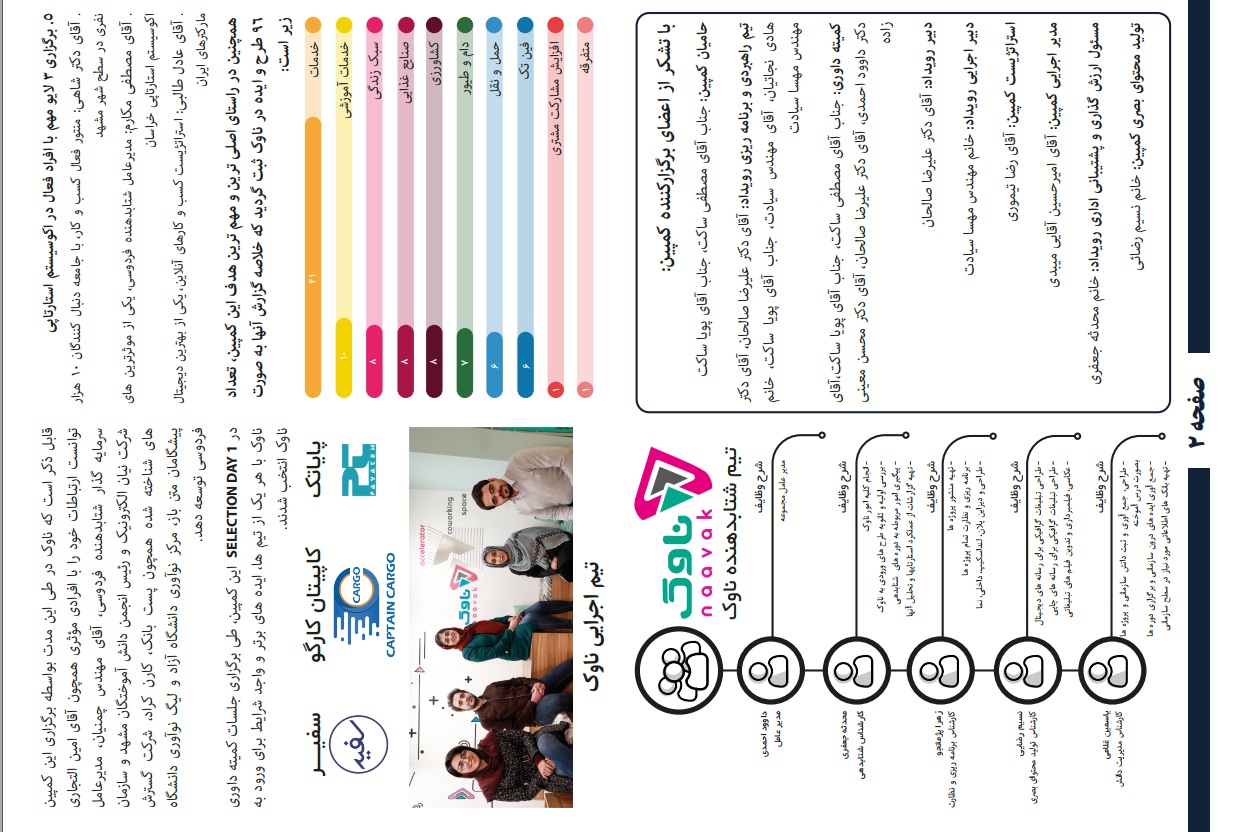 ۵. برگزاری ۳ لایو مهم با افراد فعال در اکوسیستم استارتاپی
. آقای دکتر شاهی: منتور فعال کسب و کار، با جامعه دنبال کنندگان ۱۰ هزار
نفری در سطح شهر مشهد
. آقای مصطفی مکارم: مدیرعامل شتابدهنده فردوسی، یکی از موثرترین های
اکوسیستم استارتاپی خراسان
. آقای عادل طالبی: استراتژیست کسب و کارهای آنلاین، یکی از بهترین دیجیتال
مارکترهای ایران
همچنین در راستای اصلی ترین و مهم ترین هدف این کمپین، تعداد
۹۶ طرح و ایده در ناوک ثبت گردید که خلاصه گزارش آنها به صورت
زیر است:
خدمات ۴۱
خدمات آموزشی ۱۰
سبک زندگی ۸
صنایع غذایی ۸
کشاورزی ۸
دام و طیور ۷
حمل و نقل ۶
فین تک ۶
افزایش مشارکت مشتری ۱
متفرقه ۱
با تشکر از اعضای برگزارکننده کمپین:
حامیان کمپین: جناب آقای مصطفی ساکت، جناب آقای پویا ساکت
تیم راهبردی و برنامه ریزی رویداد: آقای دکتر علیرضا صالحان، آقای دکتر
هادی نجاتیان، آقای مهندس سیادت، جناب آقای پویا ساکت، خانم
مهندس مهسا سیادت
کمیته داوری: جناب آقای مصطفی ساکت، جناب آقای پویا ساکت،آقای
دکتر داوود احمدی، آقای دکتر علیرضا صالحان، آقای دکتر محسن معینی
زاده
دبیر رویداد: آقای دکتر علیرضا صالحان
دبیر اجرایی رویداد: خانم مهندس مهسا سیادت
استراتژیست کمپین: آقای رضا تیموری
مدیر اجرایی کمپین: آقای امیرحسین آقایی میبدی
مسئول ارزش گذاری و پشتیبانی اداری رویداد: خانم محدثه جعفری
تولید محتوای بصری کمپین: خانم نسیم رضائی
قابل ذکر است که ناوک در طی این مدت بواسطه برگزاری این کمپین
توانست ارتباطات خود را با افرادی مؤثری همچون آقای امین التجاری
سرمایه گذار شتابدهنده فردوسی، آقای مهندس چمنیان، مدیرعامل
شرکت نیان الکترونیک و رئیس انجمن دانش آموختگان مشهد و سازمان
های شناخته شده همچون پست بانک، کارن کراد، شرکت گسترش
پیشگامان متن باز، مرکز نوآوری دانشگاه آزاد و لیگ نوآوری دانشگاه
فردوسی توسعه دهد.
در SELECTION DAY 1 این کمپین، طی برگزاری جلسات کمیته داوری
ناوک با هر یک از تیم ها، ایده های برتر و واجد شرایط برای ورود به
ناوک انتخب شدند.
پایاتک
کاپیتان کارگو
سفیـــر
PT
PAYATEK
CARGO
CAPTAIN CARGO
سفیر
accelerator
coworking
space
ناوک
naavak
تیم اجرایی ناوک
ناوک
naavak
تیم شتابدهنده ناوک
داوود احمدی
مدیر عامل
شرح وظایف
مدیر عامل مجموعه
محدثه جعفری
کارشناس شتابدهی
شرح وظایف
- انجام کلیه امور ناوک
- بررسی اولیه و ثانویه طرح های ورودی به ناوک
- پیگیری امور مربوطه به دوره های شتابدهی
- تهیه گزارشات از عملکرد استارتاپها و تحلیل آنها
زهرا پژمانجو
کارشناس برنامه ریزی و نظارت
شرح وظایف
- تهیه منشور پروژه ها
- برنامه ریزی و نظارت تمام پروژه ها
- طراحی و دیزاین پلان، لنداسکیپ، داخلی، نما
نسیم رضایی
کارشناس تولید محتوای بصری
شرح وظایف
- طراحی تبلیغات گرافیکی برای رسانه های دیجیتال
- طراحی تبلیغات گرافیکی برای رسانه های چاپی
- عکاسی، فیلمبرداری و تدوین فیلم های تبلیغاتی
یاسمین غلامی
کارشناس مدیریت دانش
شرح وظایف
- طراحی، جمع آوری و ثبت دانش سازمانی و پروژه ها
بصورت درس آموخته
- جمع آوری ایده های درون سازمانی و برگزاری دوره ها
- تهیه بانک های اطلاعاتی مورد نیاز در سطح سازمانی
صفحه ۲